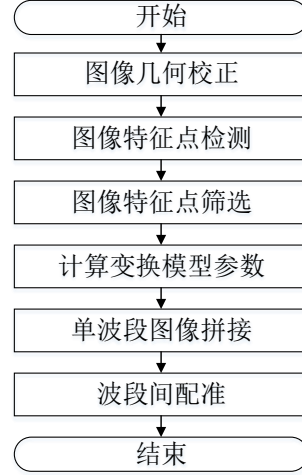 开始
图像几何校正
图像特征点检测
图像特征点筛选
计算变换模型参数
单波段图像拼接
波段间配准
结束